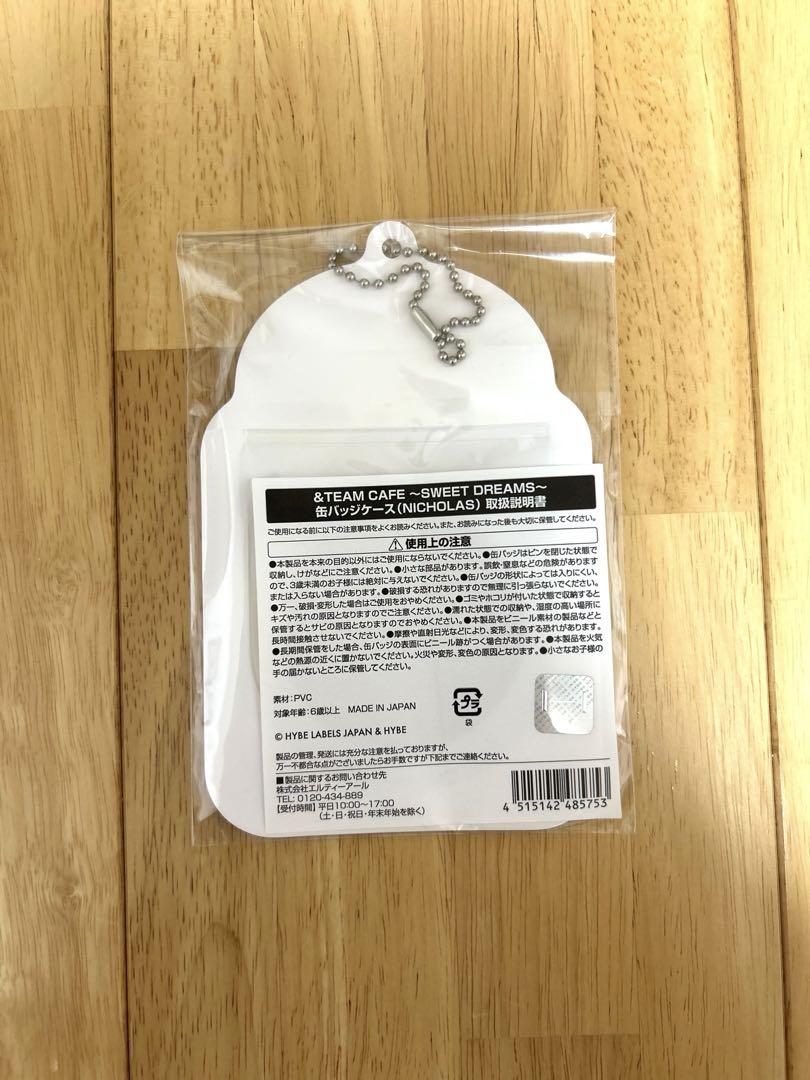 &TEAM CAFE 〜SWEET DREAMS〜
缶バッジケース(NICHOLAS) 取扱説明書
ご使用になる前に以下の注意事項をよくお読みください。また、お読みになった後も大切に保管してください。
使用上の注意
●本製品を本来の目的以外にはご使用にならないでください。●缶バッジはピンを閉じた状態で
収納し、けがなどにご注意ください。●小さな部品があります。誤飲・窒息などの危険があります
ので、3歳未満のお子様には絶対に与えないでください。●缶バッジの形状によっては入りにくい、
または入らない場合があります。●破損する恐れがありますので無理に引っ張らないでください。
●万一、破損・変形した場合はご使用をおやめください。●ゴミやホコリが付いた状態で収納すると
キズや汚れの原因となりますのでご注意ください。●濡れた状態での収納や、湿度の高い場所に
保管するとサビの原因となりますのでおやめください。●本製品をビニール素材の製品などと
長時間接触させないでください。●摩擦や直射日光などにより、変形、変色する恐れがあります。
●長期間保管をした場合、缶バッジの表面にビニール跡がつく場合があります。●本製品を火気
などの熱源の近くに置かないでください。火災や変形、変色の原因となります。●小さなお子様の
手の届かないところに保管してください。
素材:PVC
対象年齢:6歳以上 MADE IN JAPAN
プラ
袋
© HYBE LABELS JAPAN & HYBE
製品の管理、発送には充分な注意を払っておりますが、
万一不都合な点がございましたらお手数ですが下記までご連絡ください。
■製品に関するお問い合わせ先
株式会社エルティーアール
TEL: 0120-434-889
【受付時間】平日10:00〜17:00
(土・日・祝日・年末年始を除く)
4 515142 485753